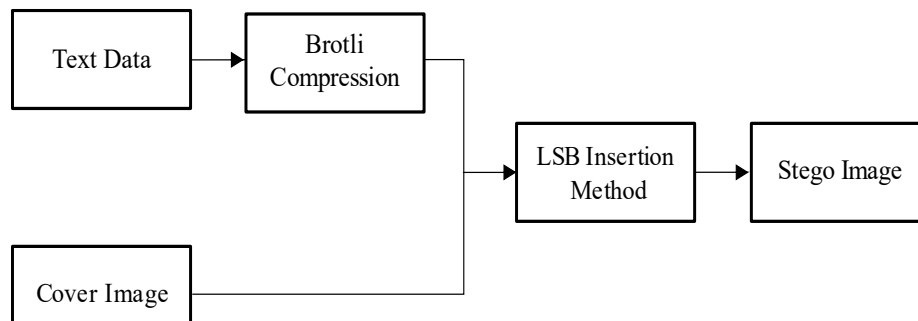 Text Data
Brotli
Compression
LSB Insertion
Method
Stego Image
Cover Image